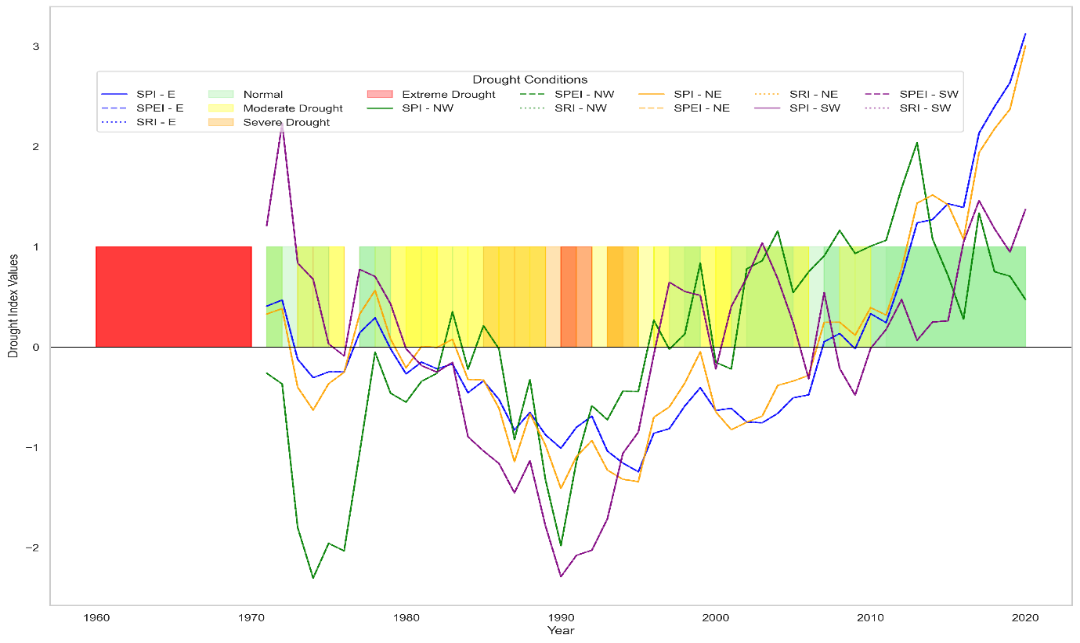 3
Drought Conditions
SPI - E Normal Extreme Drought SPEI - NW SPI - NE SRI - NE SPEI - SW
SPEI - E Moderate Drought SPI - NW SRI - NW SPEI - NE SPI - SW SRI - SW
SRI - E Severe Drought
2
1
0
−1
−2
Drought Index Values
1960 1970 1980 1990 2000 2010 2020
Year